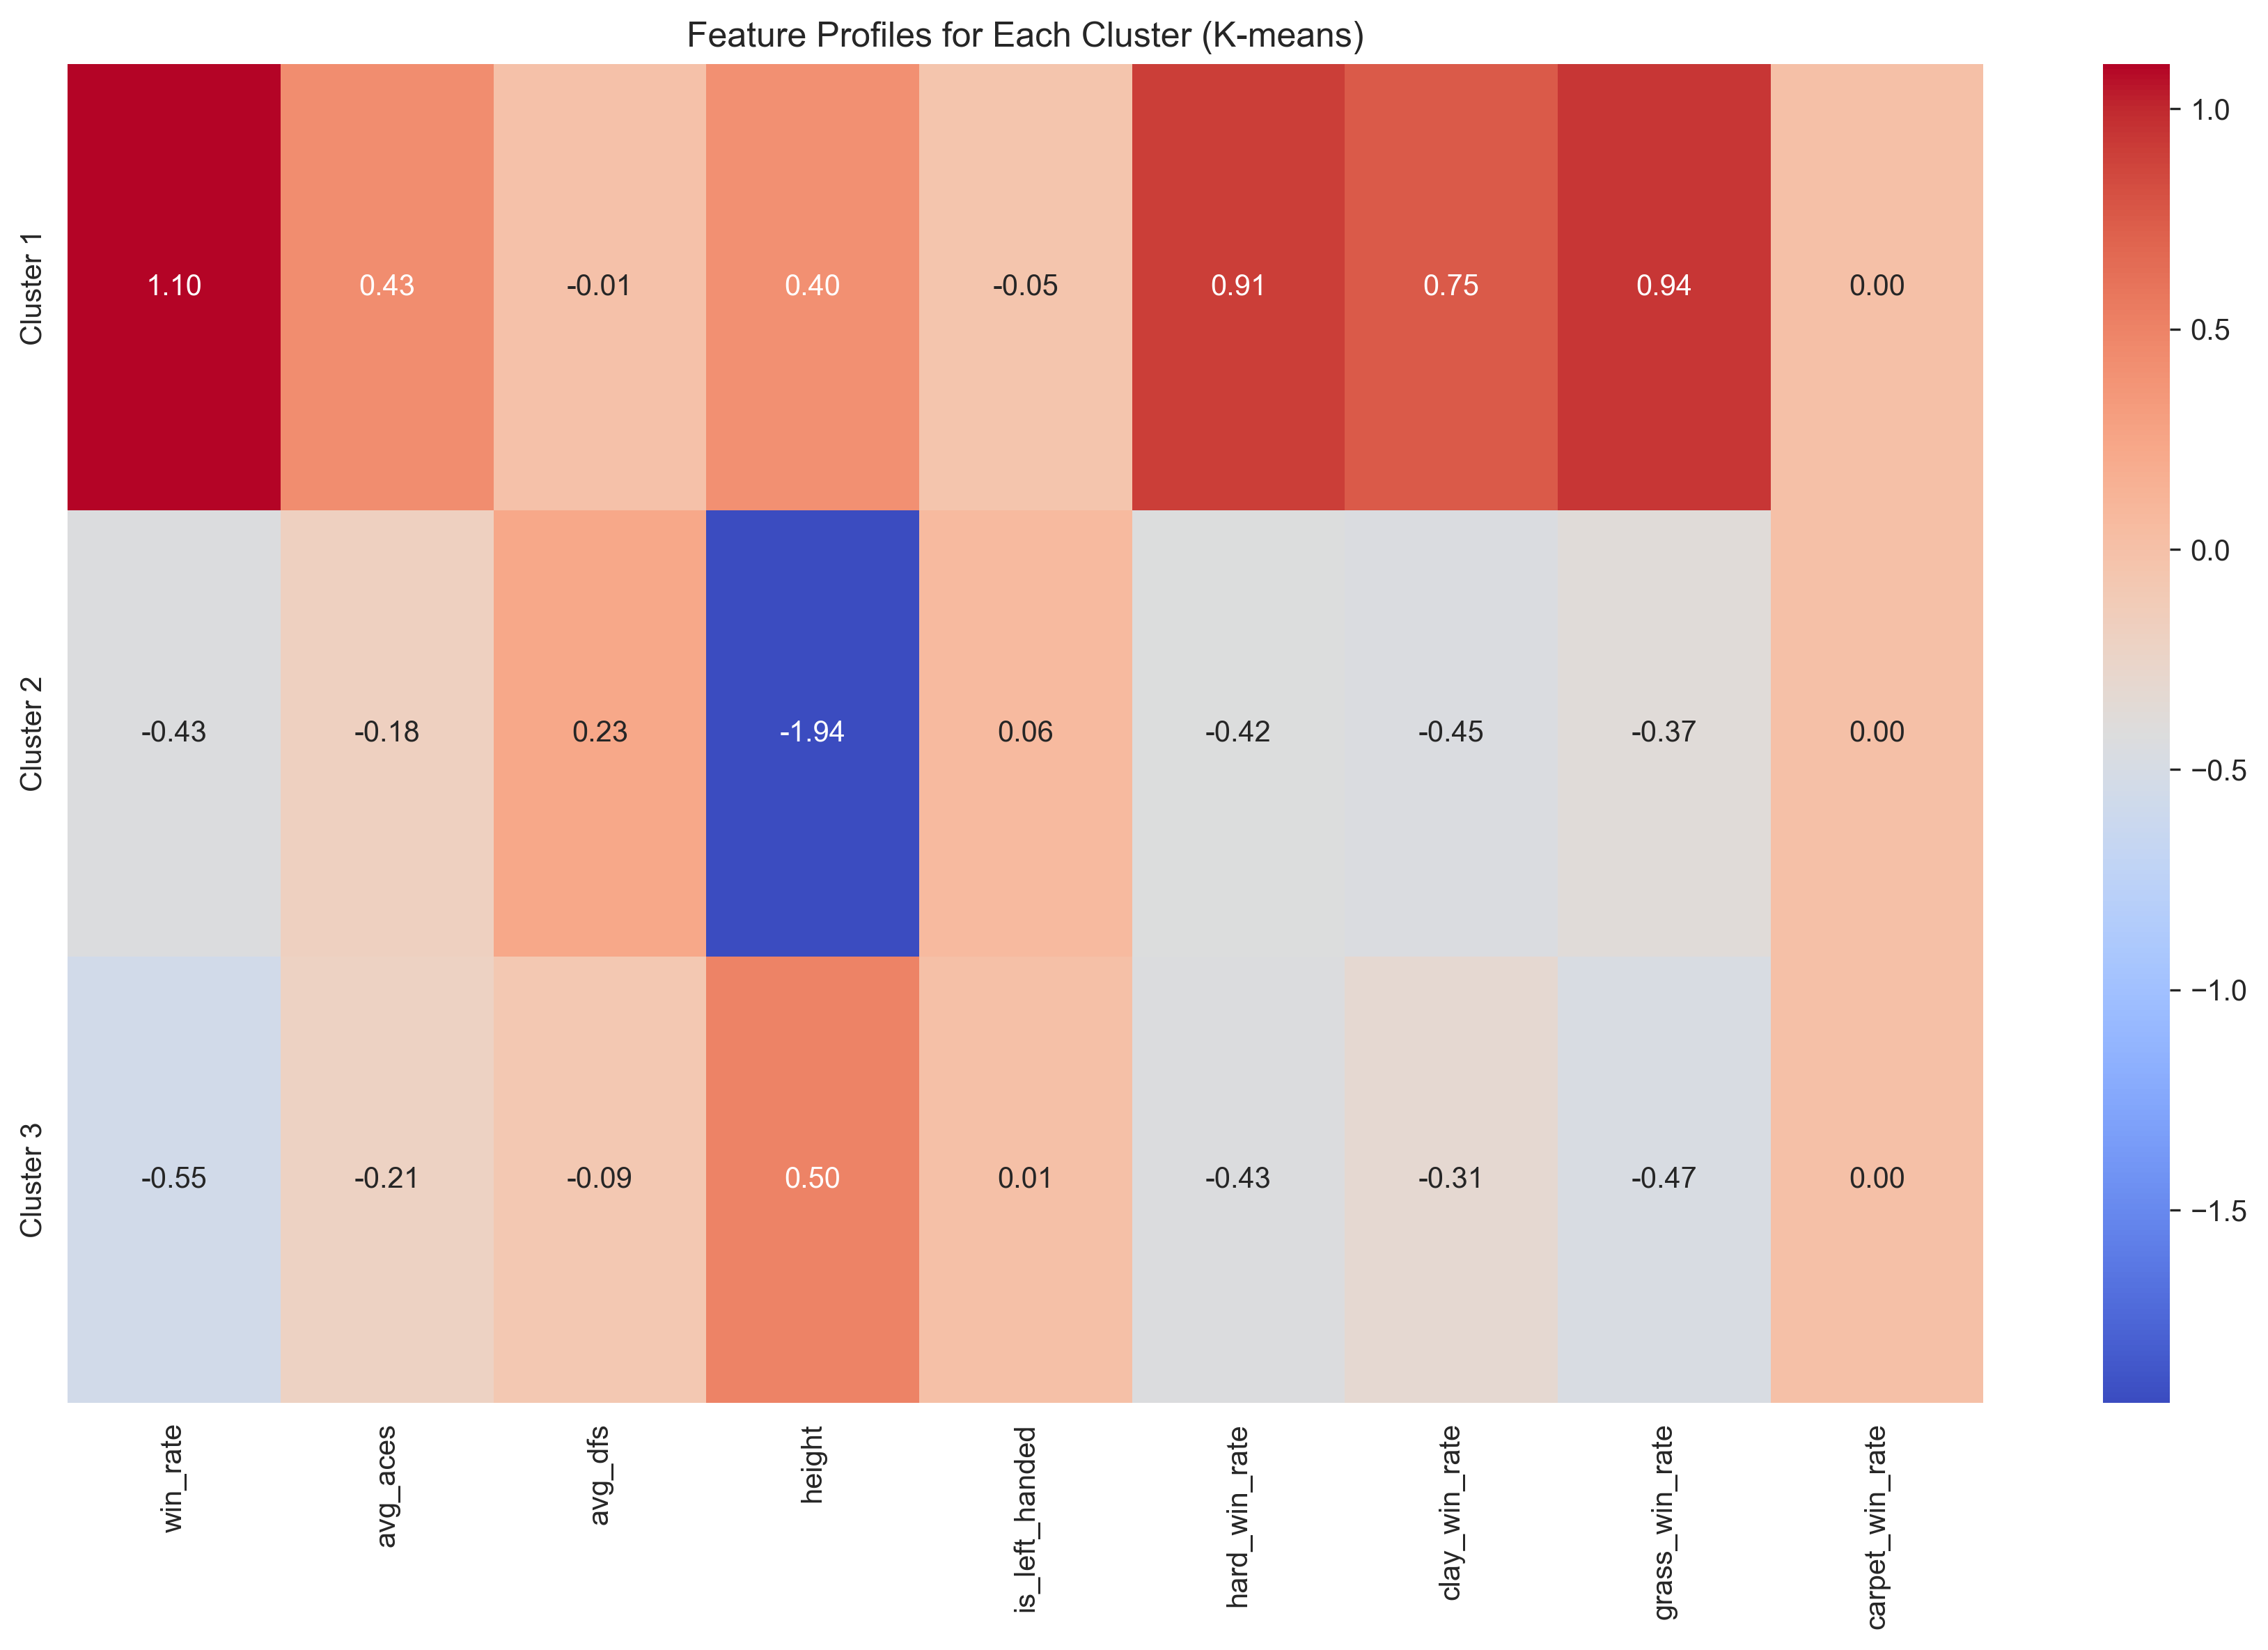 Feature Profiles for Each Cluster (K-means)
Cluster 1
1.10 0.43 -0.01 0.40 -0.05 0.91 0.75 0.94 0.00
Cluster 2
-0.43 -0.18 0.23 -1.94 0.06 -0.42 -0.45 -0.37 0.00
Cluster 3
-0.55 -0.21 -0.09 0.50 0.01 -0.43 -0.31 -0.47 0.00
win_rate
avg_aces
avg_dfs
height
is_left_handed
hard_win_rate
clay_win_rate
grass_win_rate
carpet_win_rate
1.0
0.5
0.0
−0.5
−1.0
−1.5